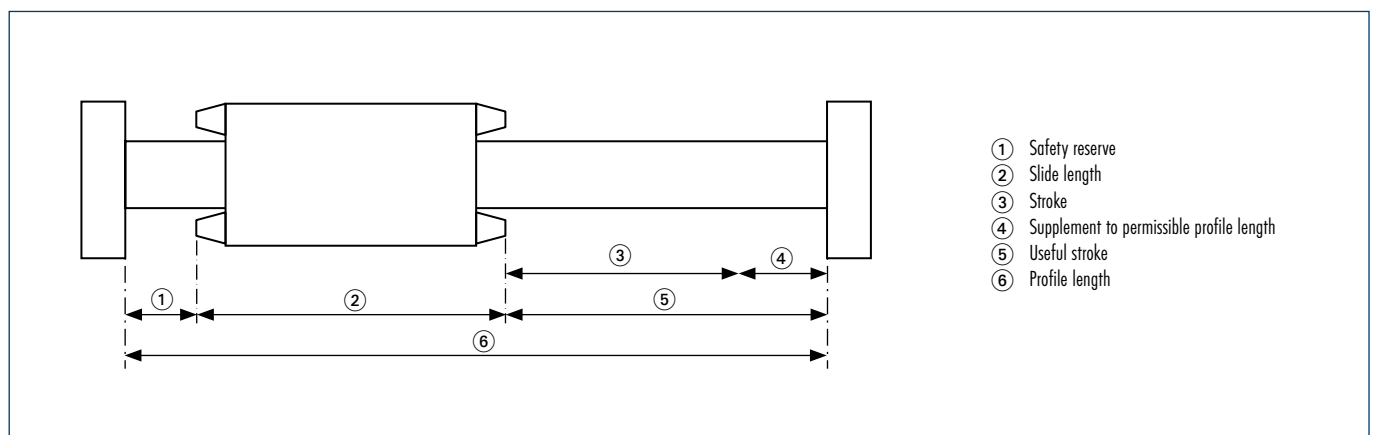 ① Safety reserve
② Slide length
③ Stroke
④ Supplement to permissible profile length
⑤ Useful stroke
⑥ Profile length
③ ④
① ② ⑤
⑥